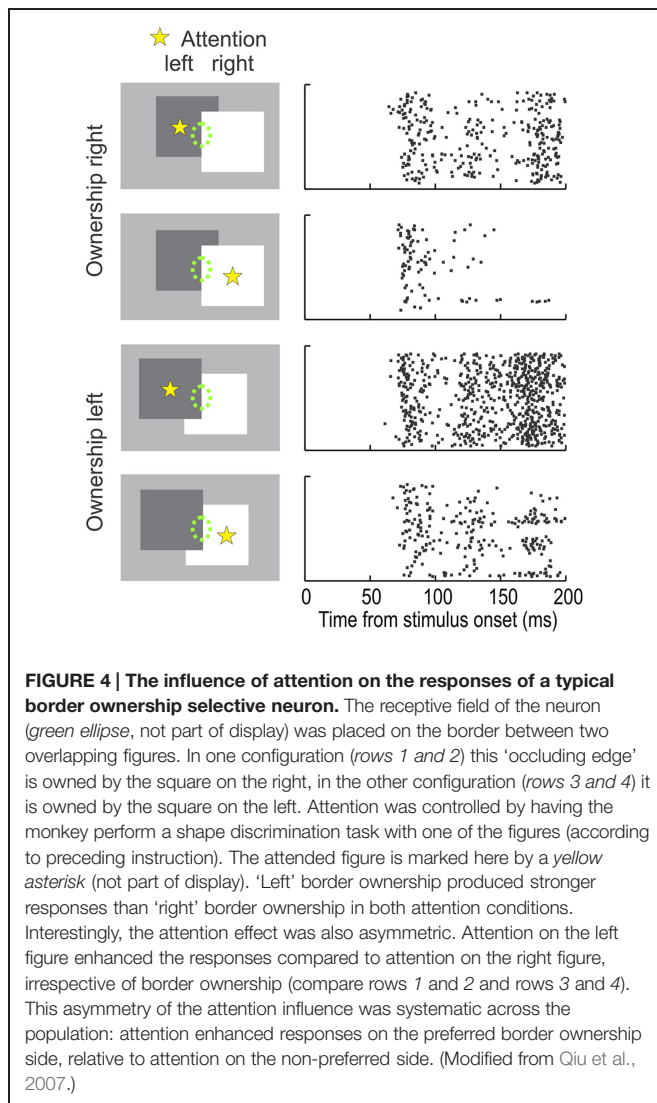 Attention
left right
Ownership right
Ownership left
0 50 100 150 200
Time from stimulus onset (ms)
FIGURE 4 | The influence of attention on the responses of a typical
border ownership selective neuron. The receptive field of the neuron
(green ellipse, not part of display) was placed on the border between two
overlapping figures. In one configuration (rows 1 and 2) this ‘occluding edge’
is owned by the square on the right, in the other configuration (rows 3 and 4) it
is owned by the square on the left. Attention was controlled by having the
monkey perform a shape discrimination task with one of the figures (according
to preceding instruction). The attended figure is marked here by a yellow
asterisk (not part of display). ‘Left’ border ownership produced stronger
responses than ‘right’ border ownership in both attention conditions.
Interestingly, the attention effect was also asymmetric. Attention on the left
figure enhanced the responses compared to attention on the right figure,
irrespective of border ownership (compare rows 1 and 2 and rows 3 and 4).
This asymmetry of the attention influence was systematic across the
population: attention enhanced responses on the preferred border ownership
side, relative to attention on the non-preferred side. (Modified from Qiu et al.,
2007.)